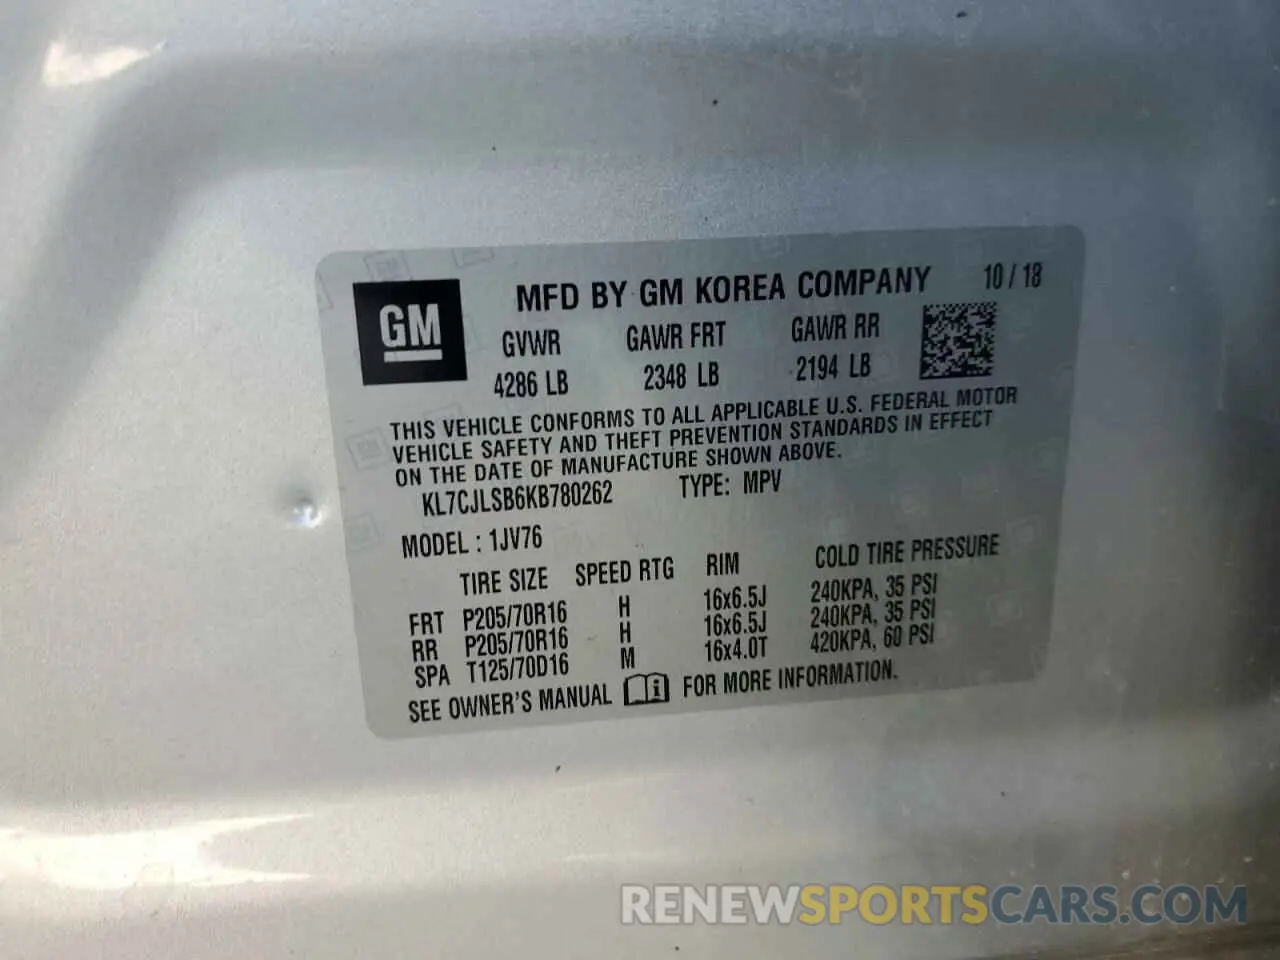 MFD BY GM KOREA COMPANY 10 / 18
GM
GVWR GAWR FRT GAWR RR
4286 LB 2348 LB 2194 LB
THIS VEHICLE CONFORMS TO ALL APPLICABLE U.S. FEDERAL MOTOR
VEHICLE SAFETY AND THEFT PREVENTION STANDARDS IN EFFECT
ON THE DATE OF MANUFACTURE SHOWN ABOVE.
KL7CJLSB6KB780262 TYPE: MPV
MODEL : 1JV76
TIRE SIZE SPEED RTG RIM COLD TIRE PRESSURE
FRT P205/70R16 H 16x6.5J 240KPA, 35 PSI
RR P205/70R16 H 16x6.5J 240KPA, 35 PSI
SPA T125/70D16 M 16x4.0T 420KPA, 60 PSI
SEE OWNER'S MANUAL FOR MORE INFORMATION.
RENEWSPORTSCARS.COM